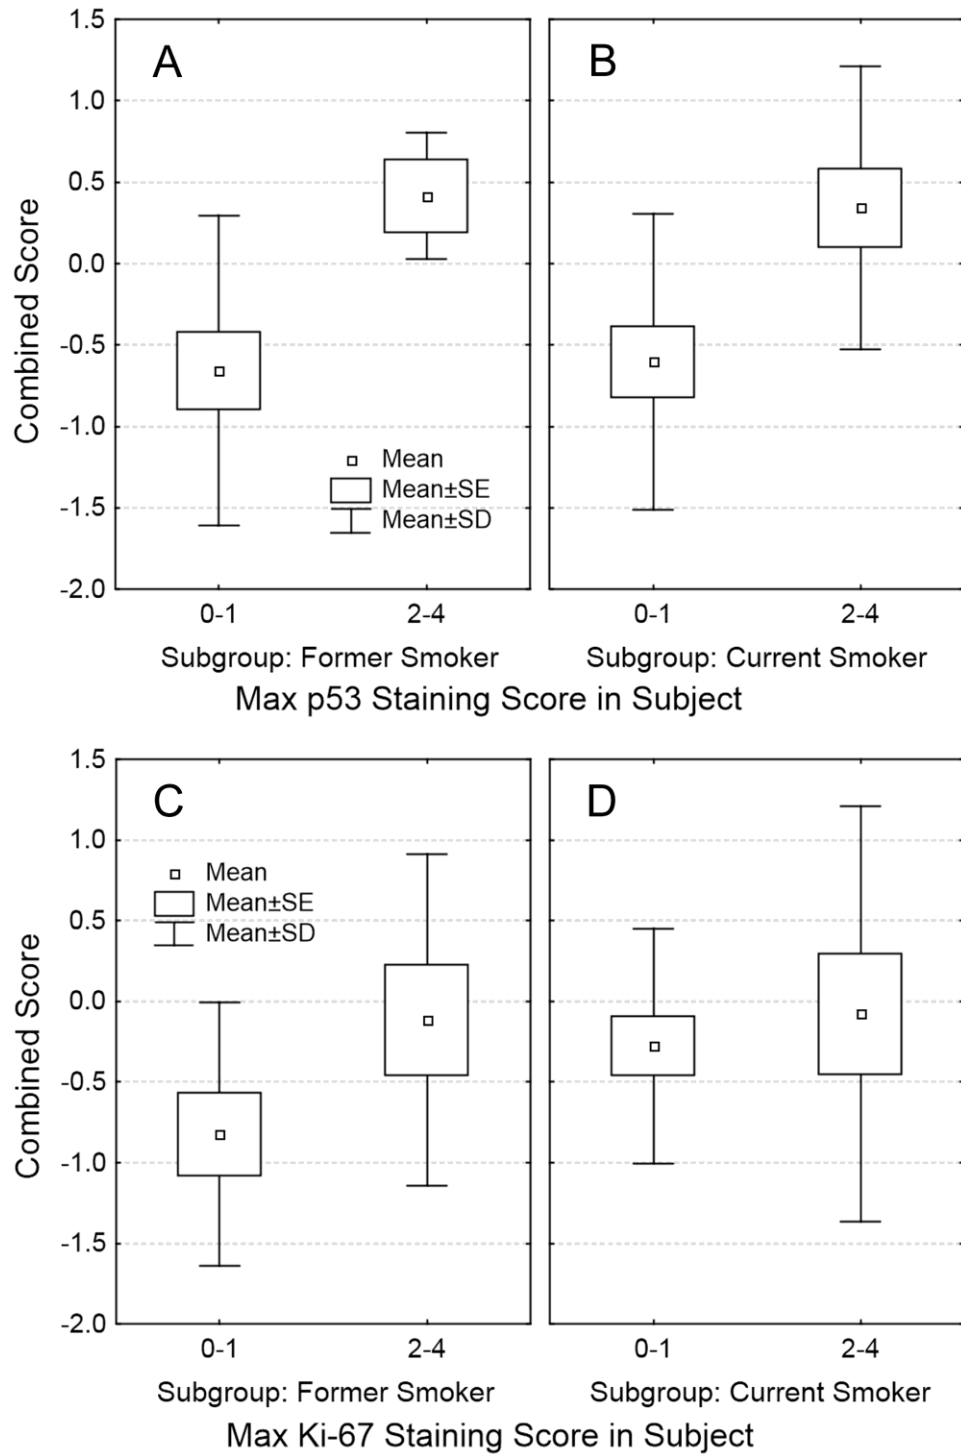 A
B
1.5
1.0
0.5
0.0
-0.5
-1.0
-1.5
-2.0
Combined Score
Mean
Mean±SE
Mean±SD
0-1
2-4
0-1
2-4
Subgroup: Former Smoker
Subgroup: Current Smoker
Max p53 Staining Score in Subject
C
D
1.5
1.0
0.5
0.0
-0.5
-1.0
-1.5
-2.0
Combined Score
Mean
Mean±SE
Mean±SD
0-1
2-4
0-1
2-4
Subgroup: Former Smoker
Subgroup: Current Smoker
Max Ki-67 Staining Score in Subject